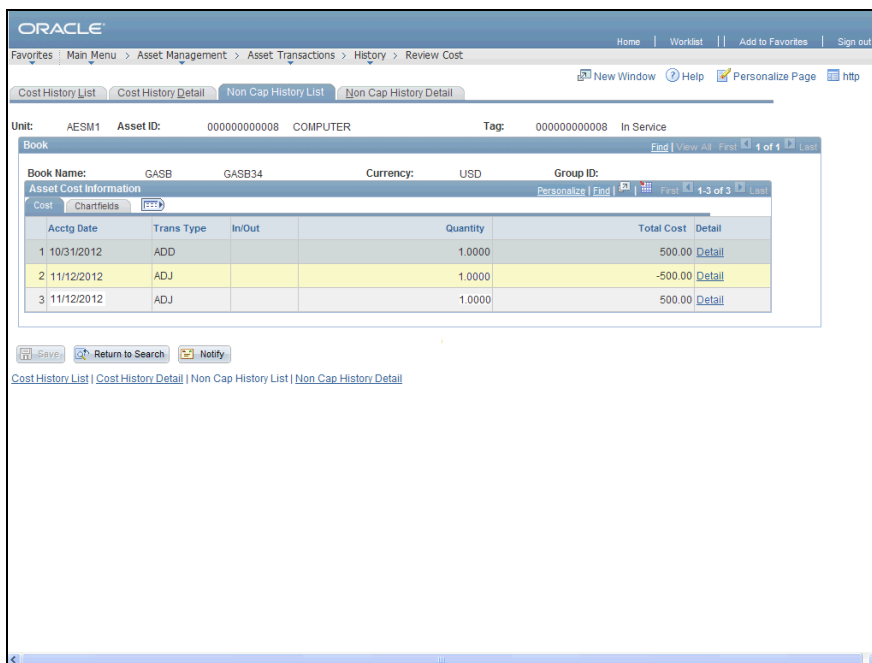 ORACLE
Home | Worklist | | Add to Favorites | Sign out
Favorites | Main Menu > Asset Management > Asset Transactions > History > Review Cost
New Window Help Personalize Page http
Cost History List Cost History Detail Non Cap History List Non Cap History Detail
Unit: AESM1 Asset ID: 000000000008 COMPUTER Tag: 000000000008 In Service
Book Find | View All First 1 of 1 Last
Book Name: GASB GASB34 Currency: USD Group ID:
Asset Cost Information Personalize | Find | | First 1-3 of 3 Last
Cost Chartfields
Acctg Date Trans Type In/Out Quantity Total Cost Detail
1 10/31/2012 ADD 1.0000 500.00 Detail
2 11/12/2012 ADJ 1.0000 -500.00 Detail
3 11/12/2012 ADJ 1.0000 500.00 Detail
Save Return to Search Notify
Cost History List | Cost History Detail | Non Cap History List | Non Cap History Detail